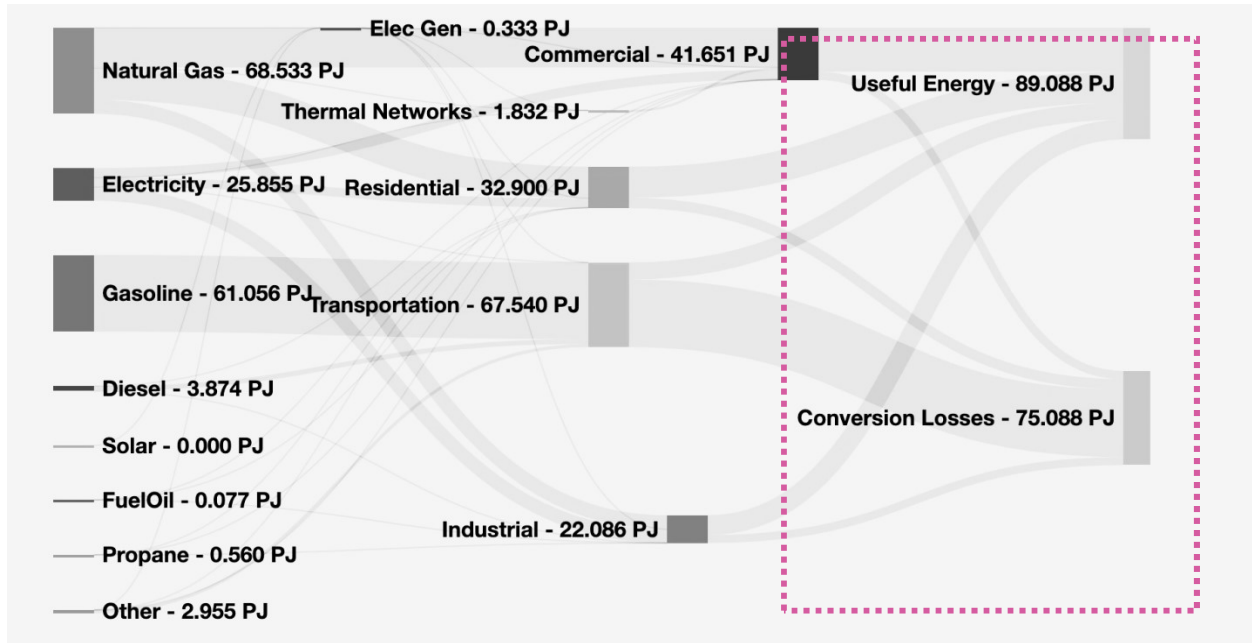 Elec Gen - 0.333 PJ
Commercial - 41.651 PJ
Natural Gas - 68.533 PJ
Useful Energy - 89.088 PJ
Thermal Networks - 1.832 PJ
Electricity - 25.855 PJ
Residential - 32.900 PJ
Gasoline - 61.056 PJ
Transportation - 67.540 PJ
Diesel - 3.874 PJ
Conversion Losses - 75.088 PJ
Solar - 0.000 PJ
FuelOil - 0.077 PJ
Industrial - 22.086 PJ
Propane - 0.560 PJ
Other - 2.955 PJ